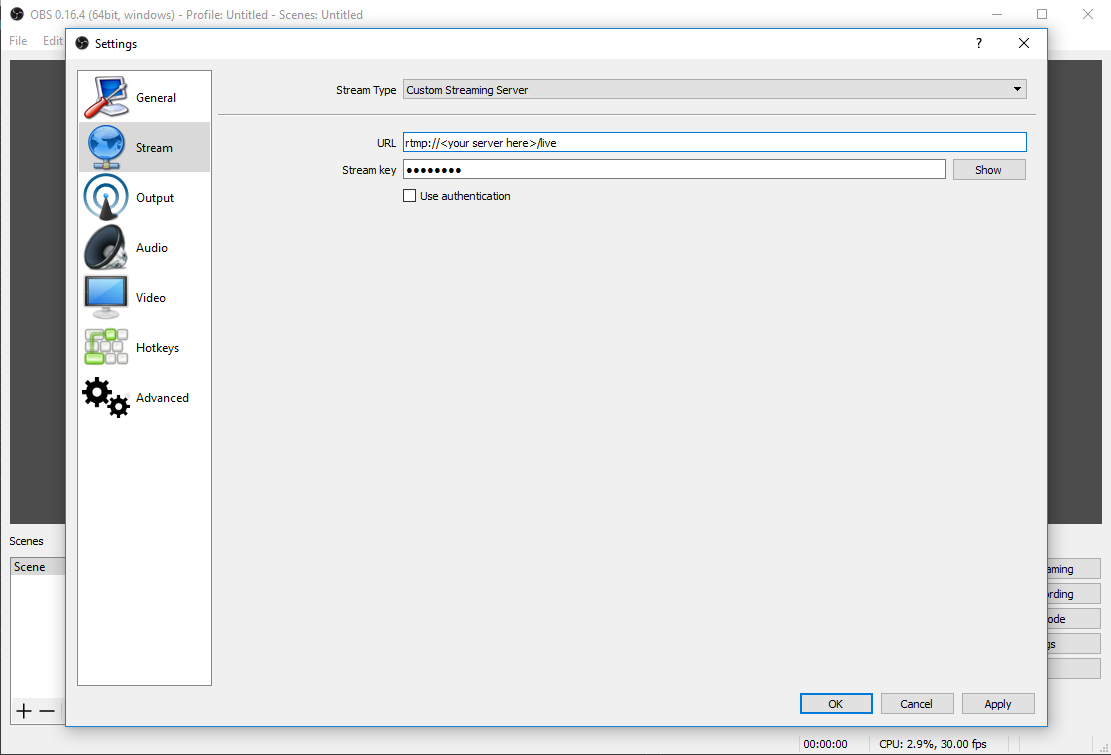 OBS 0.16.4 (64bit, windows) - Profile: Untitled - Scenes: Untitled
File Edit
Settings
?
General
Stream
Output
Audio
Video
Hotkeys
Advanced
Stream Type Custom Streaming Server
URL rtmp://<your server here>/live
Stream key ●●●●●●●●
Show
Use authentication
Scenes
Scene
aming
ording
ode
gs
OK Cancel Apply
00:00:00 CPU: 2.9%, 30.00 fps